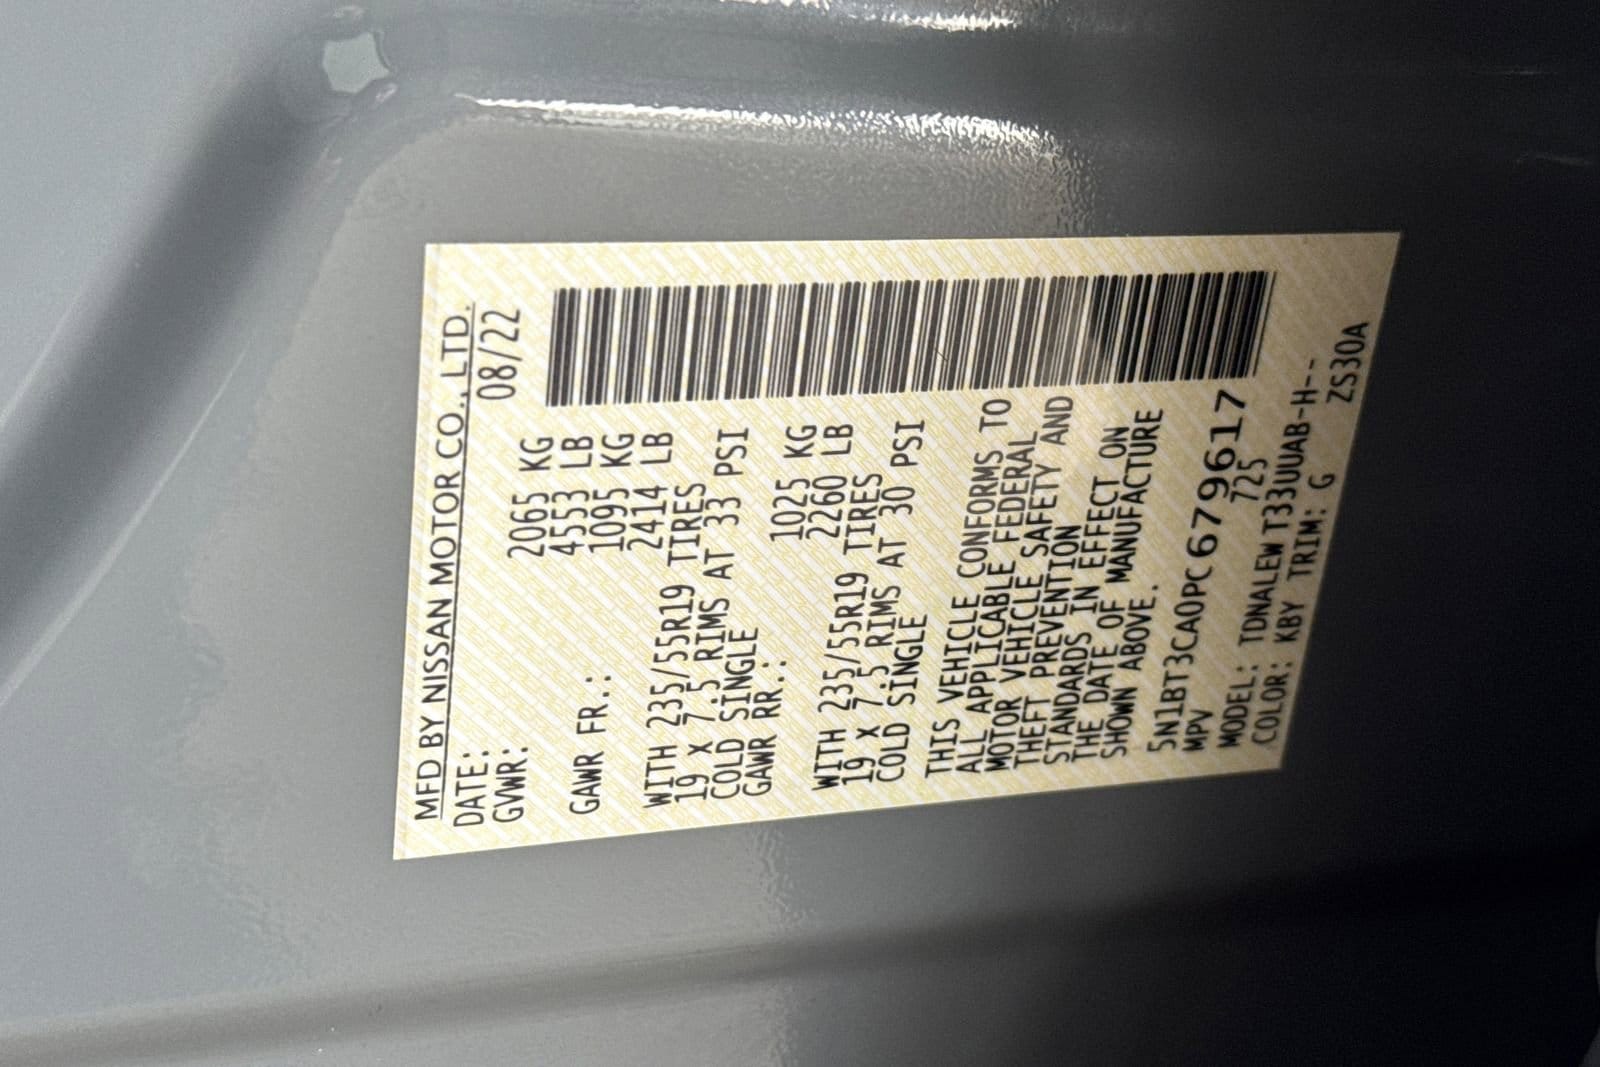 MFD BY NISSAN MOTOR CO.,LTD.
DATE: 08/22
GVWR: 2065 KG
4553 LB
GAWR FR.: 1095 KG
2414 LB
WITH 235/55R19 TIRES
19 X 7.5 RIMS AT 33 PSI
COLD SINGLE
GAWR RR.: 1025 KG
2260 LB
WITH 235/55R19 TIRES
19 X 7.5 RIMS AT 30 PSI
COLD SINGLE
THIS VEHICLE CONFORMS TO
ALL APPLICABLE FEDERAL
MOTOR VEHICLE SAFETY AND
THEFT PREVENTION
STANDARDS IN EFFECT ON
THE DATE OF MANUFACTURE
SHOWN ABOVE.
5N1BT3CA0PC679617
MPV 725
MODEL: TDNALEWT33UUAB-H--
COLOR: KBY TRIM: G ZS30A